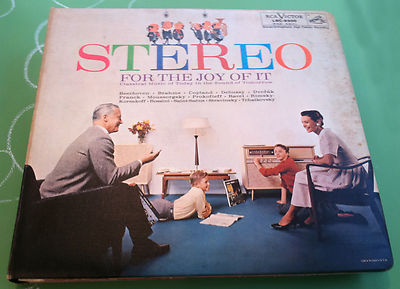 RCA VICTOR
STEREO
FOR THE JOY OF IT
Classical Music of Today in the Sound of Tomorrow
Beethoven • Brahms • Copland • Debussy • Dvořák
Franck • Moussorgsky • Prokofieff • Ravel • Rimsky-
Korsakoff • Rossini • Saint-Saëns • Stravinsky • Tchaikovsky